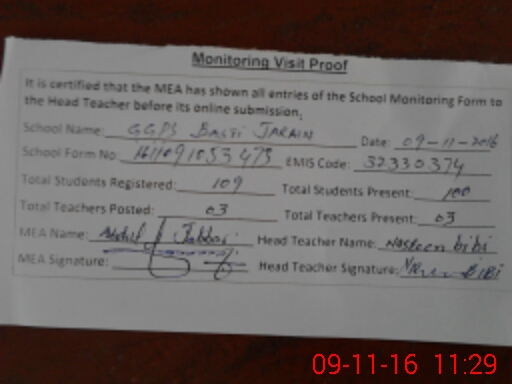 Monitoring Visit Proof
It is certified that the MEA has shown all entries of the School Monitoring Form to
the Head Teacher before its online submission.
School Name: GGPS Basti Jarain Date: 09-11-2016
School Form No: EMIS Code: 32330374
Total Students Registered: 109 Total Students Present: 100
Total Teachers Posted: 03 Total Teachers Present: 03
MEA Name: Abdul Jabbar Head Teacher Name: Nasreen bibi
MEA Signature: Head Teacher Signature: BIBI
09-11-16 11:29